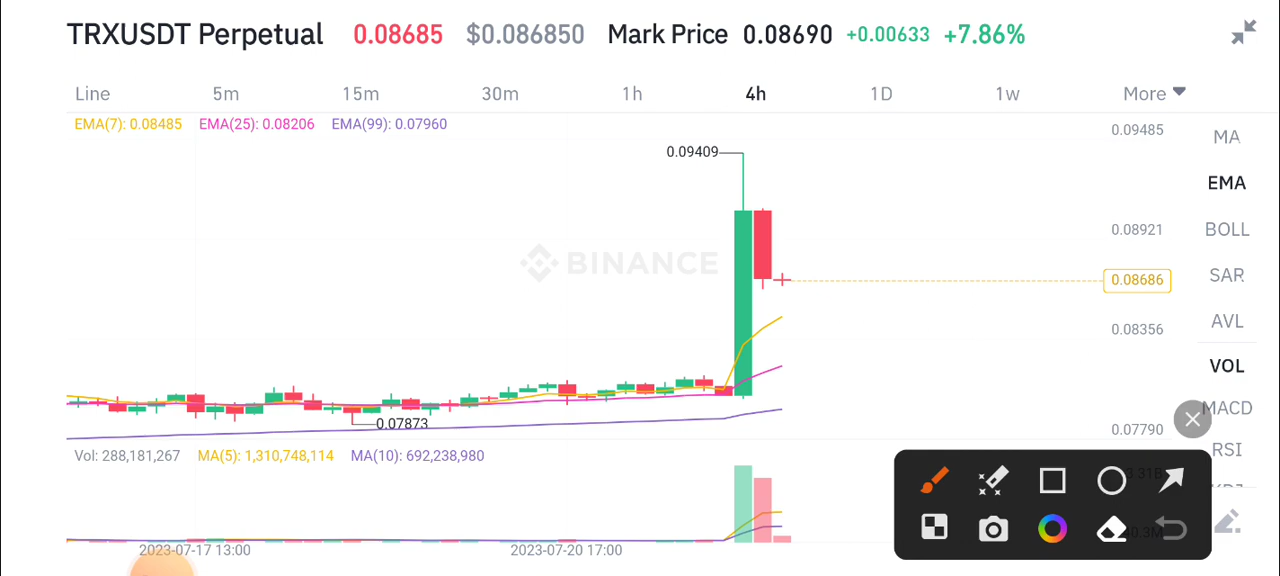 TRXUSDT Perpetual 0.08685 $0.086850 Mark Price 0.08690 +0.00633 +7.86%
Line 5m 15m 30m 1h 4h 1D 1w More
EMA(7): 0.08485 EMA(25): 0.08206 EMA(99): 0.07960
0.09485
MA
0.09409
EMA
0.08921
BOLL
BINANCE
SAR
0.08686
AVL
0.08356
VOL
MACD
0.07873
0.07790
RSI
Vol: 288,181,267 MA(5): 1,310,748,114 MA(10): 692,238,980
2023-07-17 13:00 2023-07-20 17:00